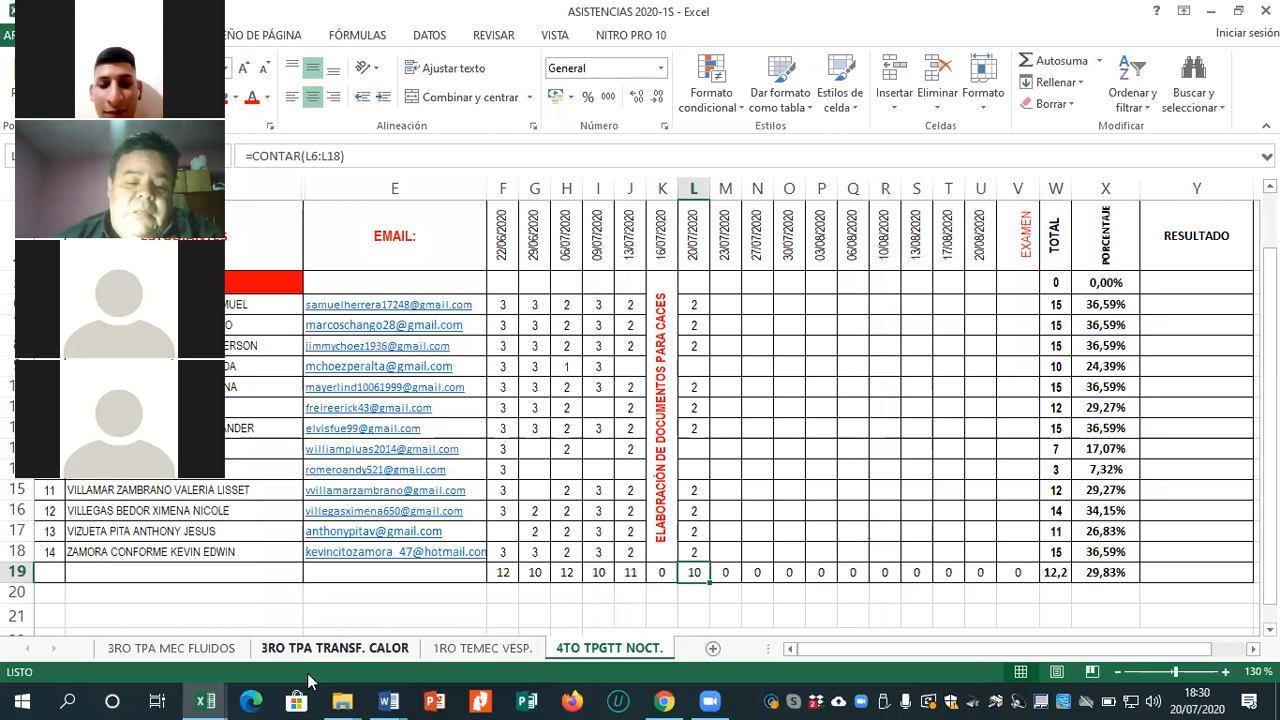 ASISTENCIAS 2020-1S - Excel
Iniciar sesión
ÑO DE PÁGINA FÓRMULAS DATOS REVISAR VISTA NITRO PRO 10
Ajustar texto
Combinar y centrar
General
% 000
Formato condicional
Dar formato como tabla
Estilos de celda
Insertar
Eliminar
Formato
Autosuma
Rellenar
Borrar
Ordenar y filtrar
Buscar y seleccionar
Alineación Número Estilos Celdas Modificar
=CONTAR(L6:L18)
E F G H I J K L M N O P Q R S T U V W X Y
EMAIL: 22/06/2020 29/06/2020 06/07/2020 09/07/2020 13/07/2020 16/07/2020 20/07/2020 23/07/2020 27/07/2020 30/07/2020 03/08/2020 06/08/2020 10/08/2020 13/08/2020 17/08/2020 20/08/2020 EXAMEN TOTAL PORCENTAJE RESULTADO
ELABORACIÓN DE DOCUMENTOS PARA CACES
0 0,00%
MUEL samuelherrera17248@gmail.com 3 3 2 3 2 2 15 36,59%
O marcoschango28@gmail.com 3 3 2 3 2 2 15 36,59%
ERSON jimmychoez1936@gmail.com 3 3 2 3 2 2 15 36,59%
DA mchoezperalta@gmail.com 3 3 1 3 10 24,39%
NA mayerlind10061999@gmail.com 3 3 2 3 2 2 15 36,59%
freireerick43@gmail.com 3 3 2 2 2 12 29,27%
ANDER elvisfue99@gmail.com 3 3 2 3 2 2 15 36,59%
williampluas2014@gmail.com 3 2 2 7 17,07%
romeroandy521@gmail.com 3 3 7,32%
15 11 VILLAMAR ZAMBRANO VALERIA LISSET vvillamarzambrano@gmail.com 3 2 3 2 2 12 29,27%
16 12 VILLEGAS BEDOR XIMENA NICOLE villegasximena650@gmail.com 3 2 2 3 2 2 14 34,15%
17 13 VIZUETA PITA ANTHONY JESUS anthonypitav@gmail.com 2 2 3 2 2 11 26,83%
18 14 ZAMORA CONFORME KEVIN EDWIN kevincitozamora_47@hotmail.con 3 3 2 3 2 2 15 36,59%
19 12 10 12 10 11 0 10 0 0 0 0 0 0 0 0 0 0 12,2 29,83%
20
21
3RO TPA MEC FLUIDOS 3RO TPA TRANSF. CALOR 1RO TEMEC VESP. 4TO TPGTT NOCT.
LISTO 130 %
18:30
20/07/2020